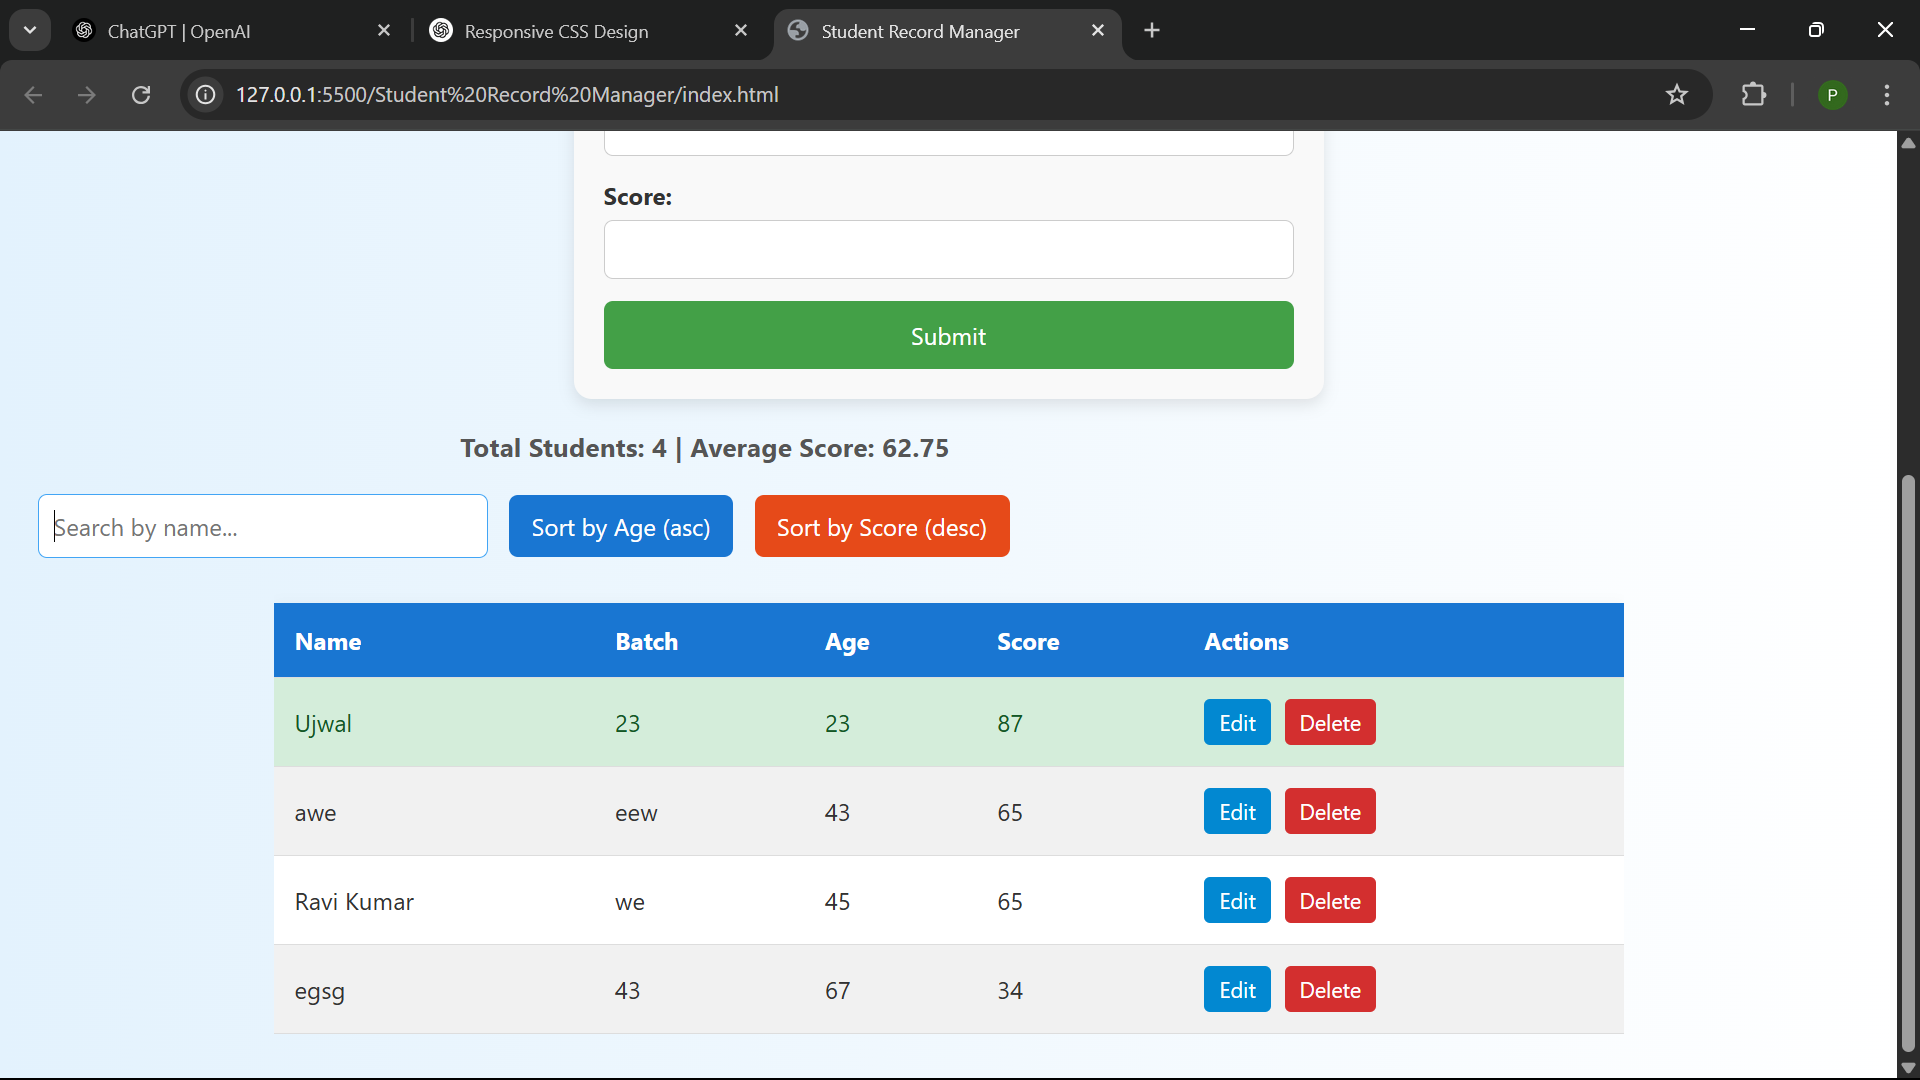 ChatGPT | OpenAI
Responsive CSS Design
Student Record Manager
127.0.0.1:5500/Student%20Record%20Manager/index.html
P
Score:
Submit
Total Students: 4 | Average Score: 62.75
Search by name... Sort by Age (asc) Sort by Score (desc)
Name Batch Age Score Actions
Ujwal 23 23 87 Edit Delete
awe eew 43 65 Edit Delete
Ravi Kumar we 45 65 Edit Delete
egsg 43 67 34 Edit Delete